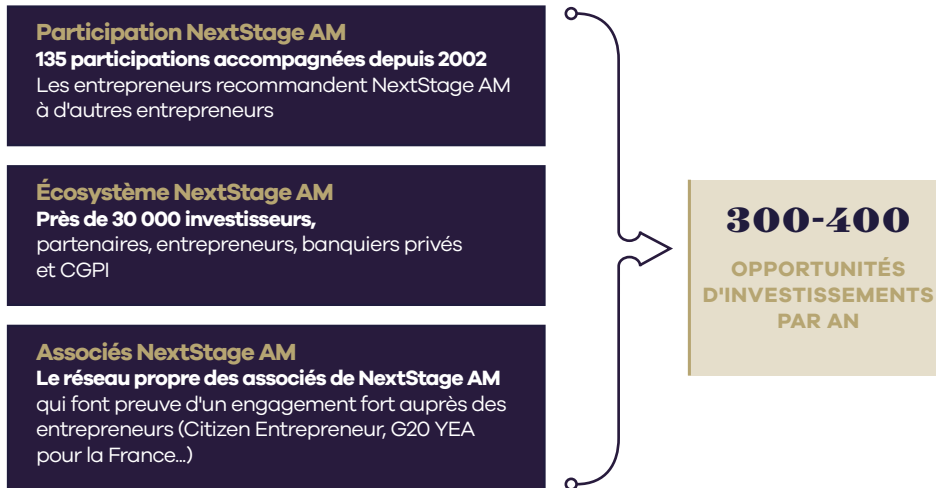 Participation NextStage AM
135 participations accompagnées depuis 2002
Les entrepreneurs recommandent NextStage AM
à d'autres entrepreneurs
Écosystème NextStage AM
Près de 30 000 investisseurs,
partenaires, entrepreneurs, banquiers privés
et CGPI
Associés NextStage AM
Le réseau propre des associés de NextStage AM
qui font preuve d'un engagement fort auprès des
entrepreneurs (Citizen Entrepreneur, G20 YEA
pour la France...)
300-400
OPPORTUNITÉS
D'INVESTISSEMENTS
PAR AN